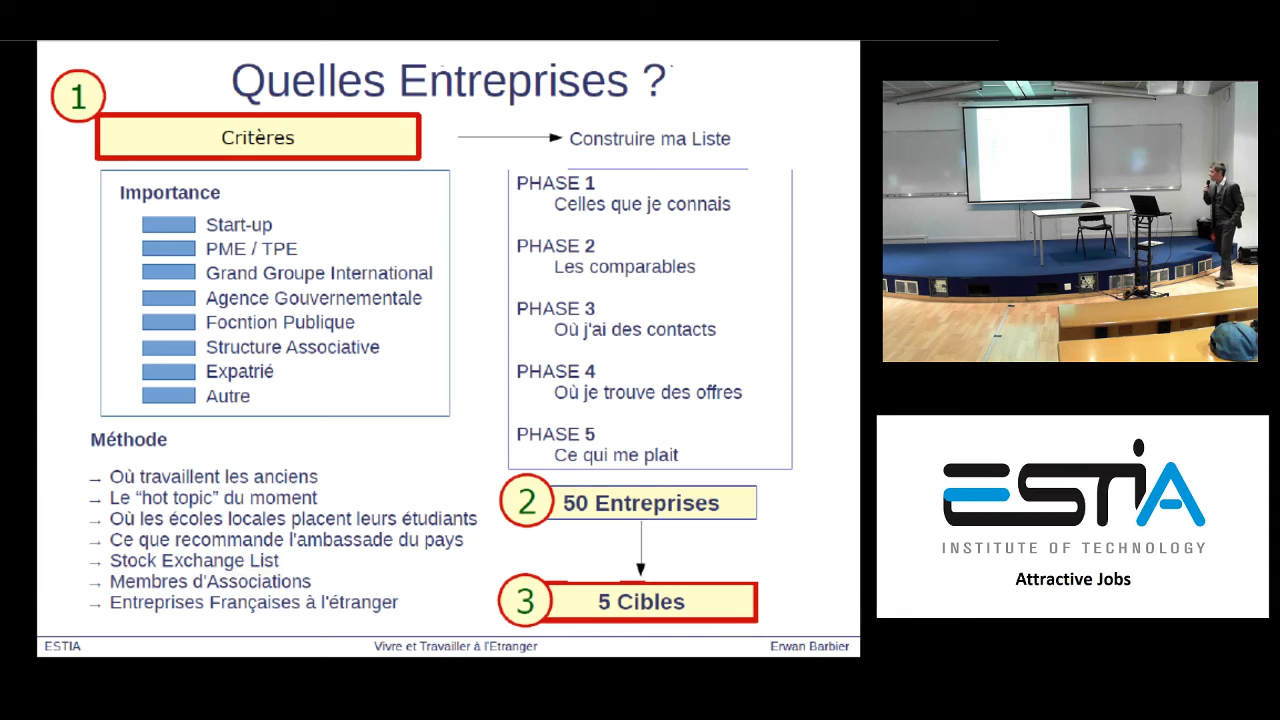 Quelles Entreprises ?
1
Critères
Construire ma Liste
Importance
Start-up
PME / TPE
Grand Groupe International
Agence Gouvernementale
Focntion Publique
Structure Associative
Expatrié
Autre
Méthode
→ Où travaillent les anciens
→ Le “hot topic” du moment
→ Où les écoles locales placent leurs étudiants
→ Ce que recommande l'ambassade du pays
→ Stock Exchange List
→ Membres d'Associations
→ Entreprises Françaises à l'étranger
PHASE 1
Celles que je connais
PHASE 2
Les comparables
PHASE 3
Où j'ai des contacts
PHASE 4
Où je trouve des offres
PHASE 5
Ce qui me plait
2
50 Entreprises
3
5 Cibles
ESTIA
Vivre et Travailler à l'Etranger
Erwan Barbier
ESTIA
INSTITUTE OF TECHNOLOGY
Attractive Jobs